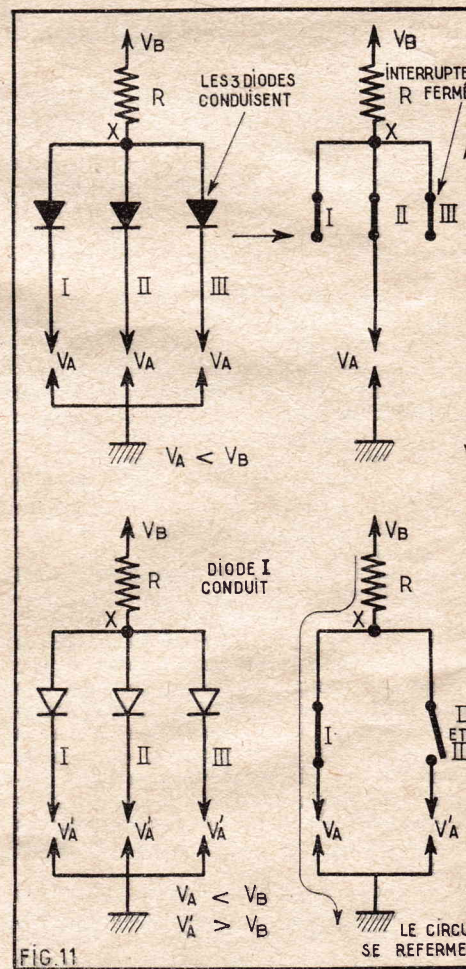 VB
R
LES 3 DIODES
CONDUISENT
X
I
II
III
VA
VA
VA
VA < VB
VB
INTERRUPTE
R
FERMÉ
X
I
II
III
VA
V
VB
R
DIODE I
CONDUIT
X
I
II
III
V'A
V'A
V'A
VA < VB
V'A > VB
VB
R
X
I
ET
VA
V'A
LE CIRCU
SE REFERME
FIG. 11